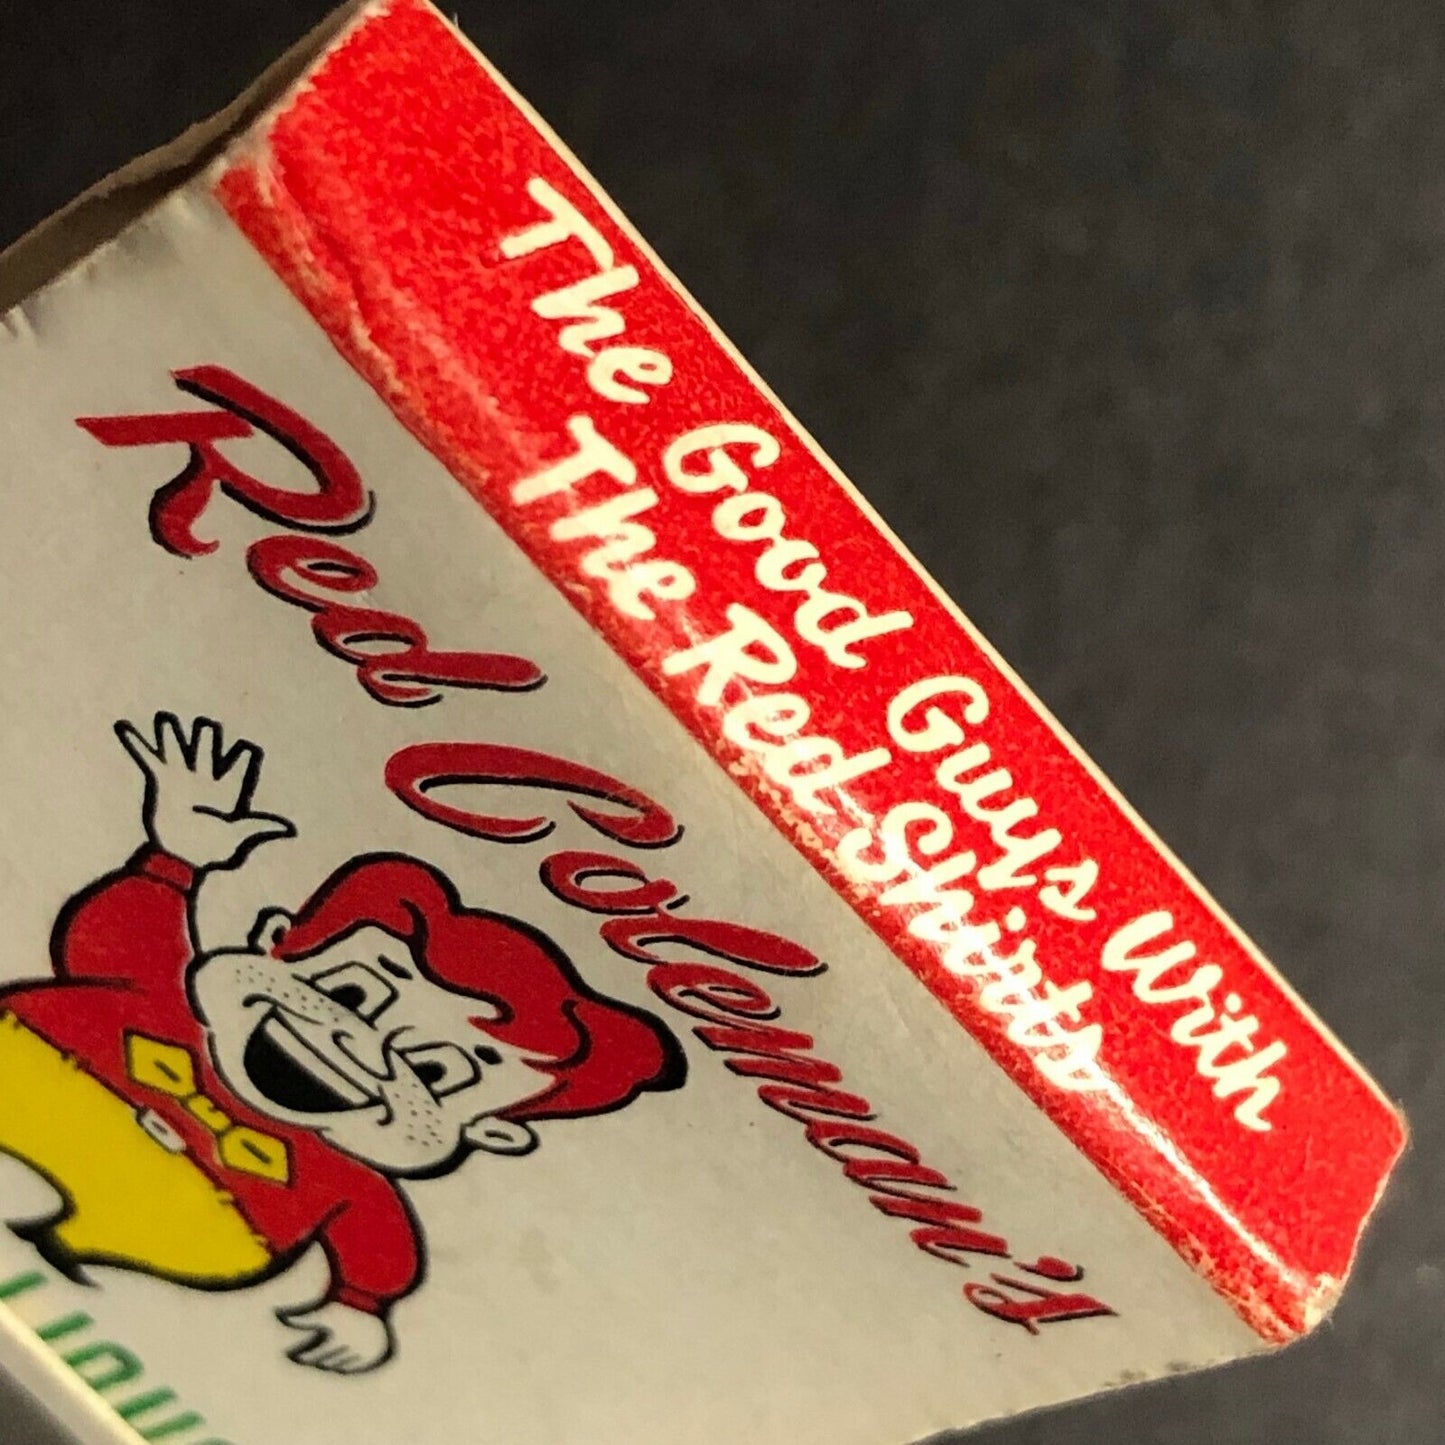 The Good Guys With
The Red Shirts
Red Coleman's